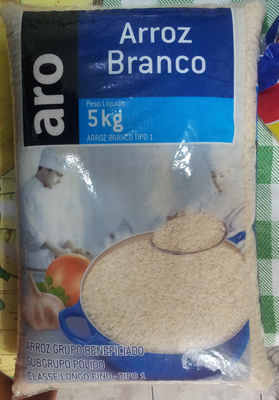 aro
Arroz
Branco
Peso Líquido
5kg
ARROZ BRANCO TIPO 1
ARROZ GRUPO BENEFICIADO
SUBGRUPO POLIDO
CLASSE LONGO FINO - TIPO 1